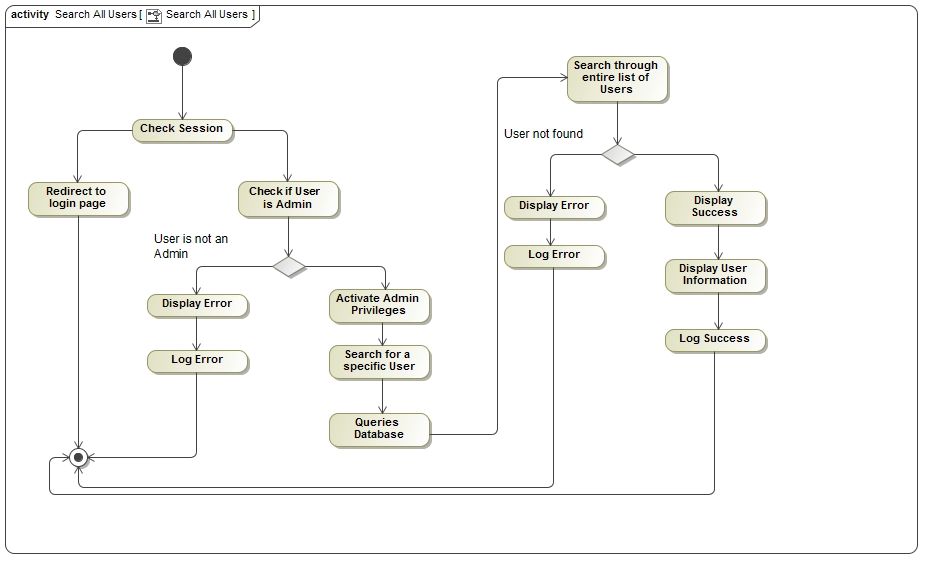 activity Search All Users [ Search All Users ]
Check Session
Redirect to
login page
Check if User
is Admin
User is not an
Admin
Display Error
Log Error
Activate Admin
Privileges
Search for a
specific User
Queries
Database
Search through
entire list of
Users
User not found
Display Error
Log Error
Display
Success
Display User
Information
Log Success